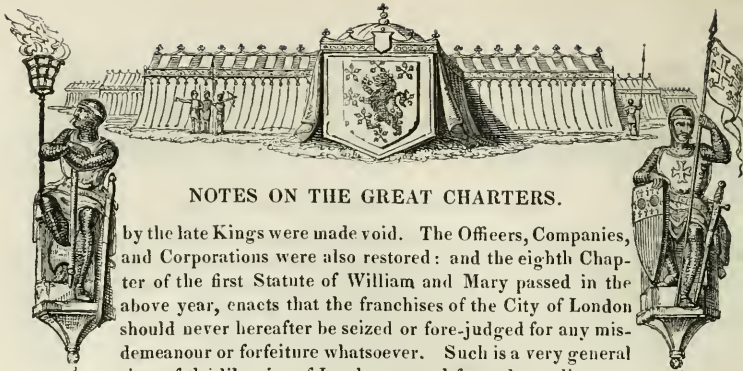 NOTES ON THE GREAT CHARTERS.
by the late Kings were made void. The Officers, Companies,
and Corporations were also restored: and the eighth Chap-
ter of the first Statute of William and Mary passed in the
above year, enacts that the franchises of the City of London
should never hereafter be seized or fore-judged for any mis-
demeanour or forfeiture whatsoever. Such is a very general